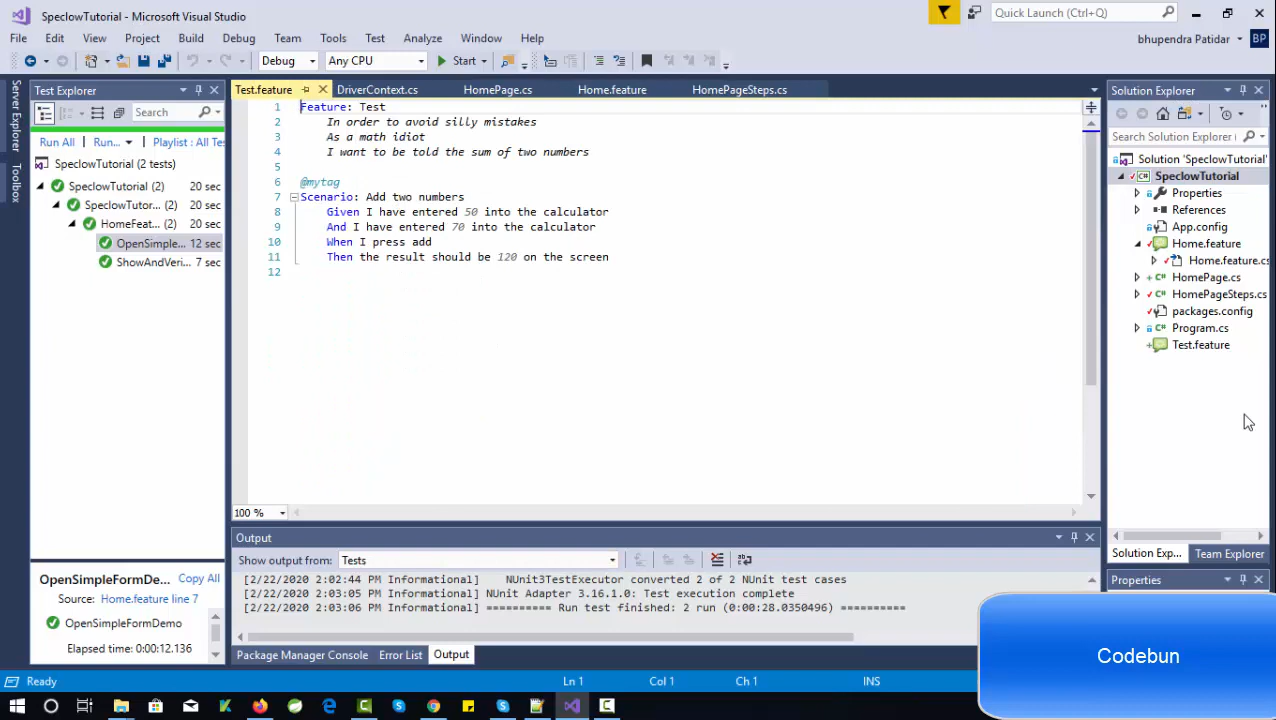 SpeclowTutorial - Microsoft Visual Studio
Quick Launch (Ctrl+Q)
File Edit View Project Build Debug Team Tools Test Analyze Window Help
bhupendra Patidar BP
Debug Any CPU Start
Server Explorer
Toolbox
Test Explorer
Search
Run All Run... Playlist : All Te
SpeclowTutorial (2 tests)
SpeclowTutorial (2) 20 sec
SpeclowTutor... (2) 20 sec
HomeFeat... (2) 20 sec
OpenSimple... 12 sec
ShowAndVeri... 7 sec
OpenSimpleFormDe... Copy All
Source: Home.feature line 7
OpenSimpleFormDemo
Elapsed time: 0:00:12.136
Test.feature DriverContext.cs HomePage.cs Home.feature HomePageSteps.cs
1 Feature: Test
2 In order to avoid silly mistakes
3 As a math idiot
4 I want to be told the sum of two numbers
5
6 @mytag
7 Scenario: Add two numbers
8 Given I have entered 50 into the calculator
9 And I have entered 70 into the calculator
10 When I press add
11 Then the result should be 120 on the screen
12
100 %
Output
Show output from: Tests
[2/22/2020 2:02:44 PM Informational] NUnit3TestExecutor converted 2 of 2 NUnit test cases
[2/22/2020 2:03:05 PM Informational] NUnit Adapter 3.16.1.0: Test execution complete
[2/22/2020 2:03:06 PM Informational] ========== Run test finished: 2 run (0:00:28.0350496) ==========
Package Manager Console Error List Output
Solution Explorer
Search Solution Explorer
Solution 'SpeclowTutorial'
SpeclowTutorial
Properties
References
App.config
Home.feature
Home.feature.cs
HomePage.cs
HomePageSteps.cs
packages.config
Program.cs
Test.feature
Solution Exp... Team Explorer
Properties
Codebun
Ready Ln 1 Col 1 Ch 1 INS